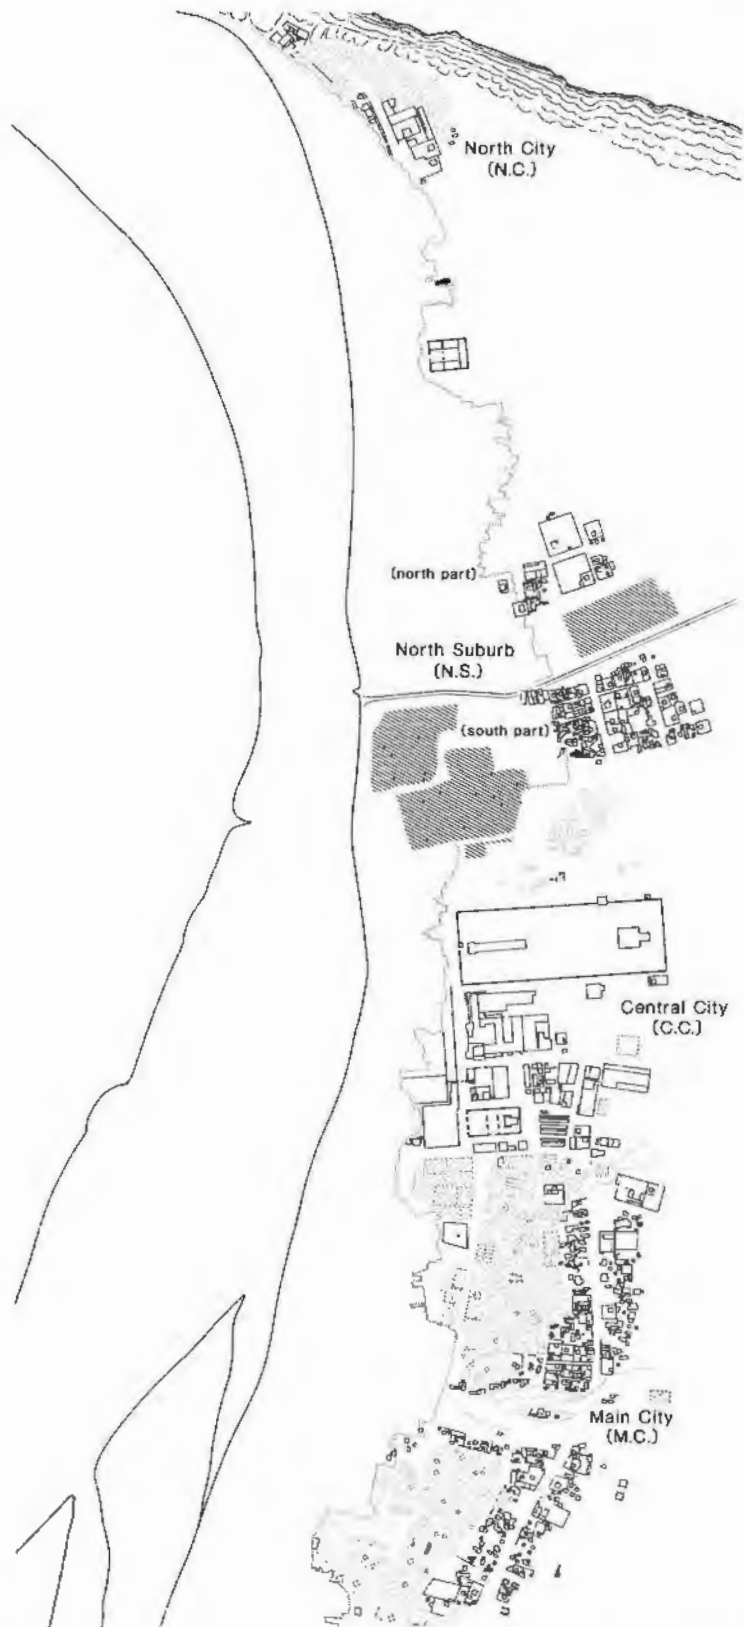 North City
(N.C.)
(north part)
North Suburb
(N.S.)
(south part)
Central City
(C.C.)
Main City
(M.C.)